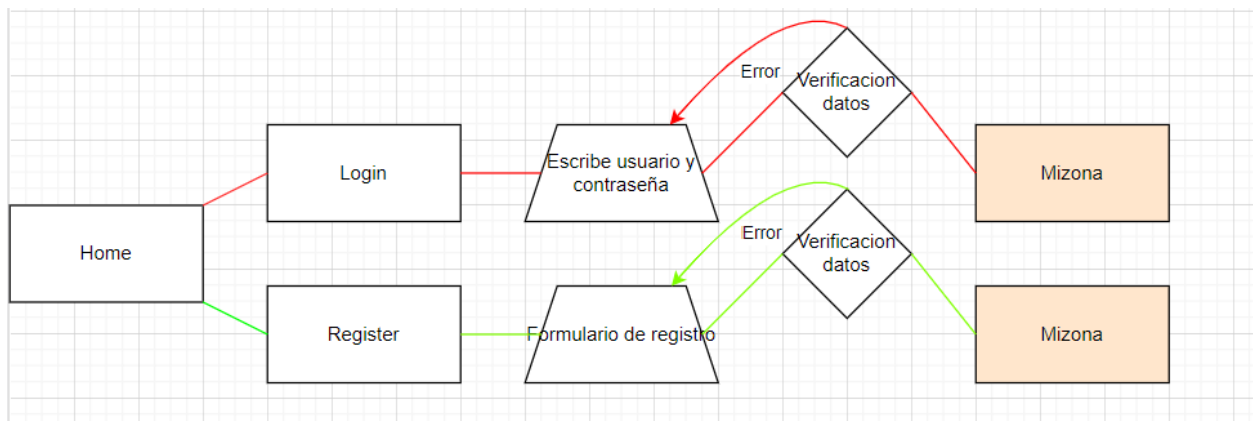 Error
Verificacion
datos
Login
Escribe usuario y
contraseña
Mizona
Home
Error
Verificacion
datos
Register
Formulario de registro
Mizona